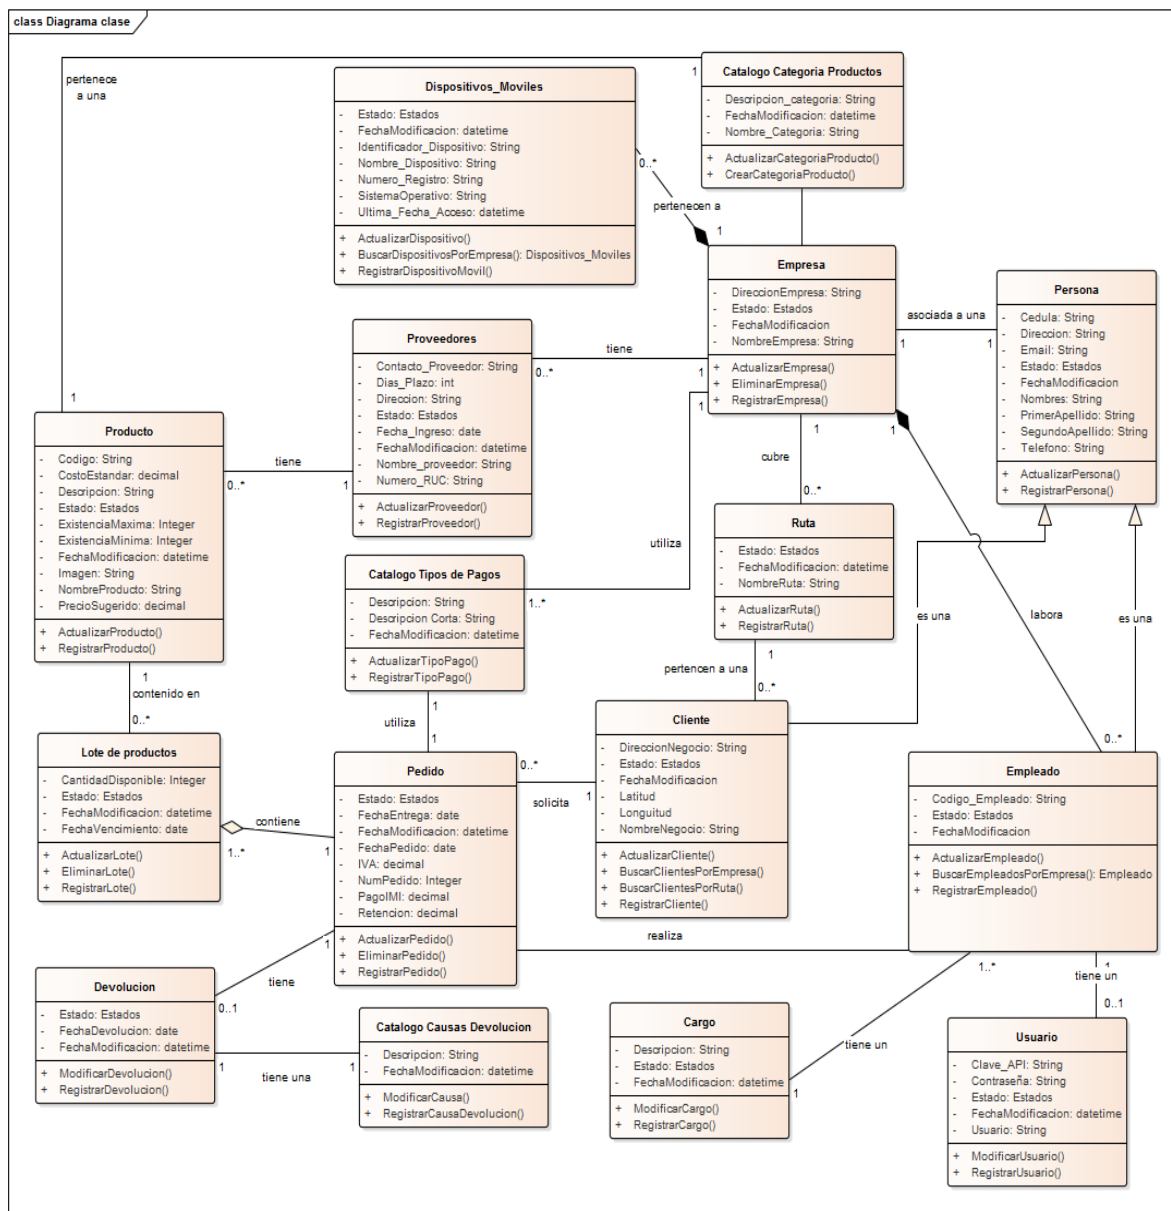 class Diagrama clase
pertenece
a una
1
1
Catalogo Categoria Productos
- Descripcion_categoria: String
- FechaModificacion: datetime
- Nombre_Categoria: String
+ ActualizarCategoriaProducto()
+ CrearCategoriaProducto()
Dispositivos_Moviles
- Estado: Estados
- FechaModificacion: datetime
- Identificador_Dispositivo: String
- Nombre_Dispositivo: String
- Numero_Registro: String
- SistemaOperativo: String
- Ultima_Fecha_Acceso: datetime
+ ActualizarDispositivo()
+ BuscarDispositivosPorEmpresa(): Dispositivos_Moviles
+ RegistrarDispositivoMovil()
0..*
pertenecen a
1
Empresa
- DireccionEmpresa: String
- Estado: Estados
- FechaModificacion
- NombreEmpresa: String
+ ActualizarEmpresa()
+ EliminarEmpresa()
+ RegistrarEmpresa()
asociada a una
1
1
Persona
- Cedula: String
- Direccion: String
- Email: String
- Estado: Estados
- FechaModificacion
- Nombres: String
- PrimerApellido: String
- SegundoApellido: String
- Telefono: String
+ ActualizarPersona()
+ RegistrarPersona()
Proveedores
- Contacto_Proveedor: String
- Dias_Plazo: int
- Direccion: String
- Estado: Estados
- Fecha_Ingreso: date
- FechaModificacion: datetime
- Nombre_proveedor: String
- Numero_RUC: String
+ ActualizarProveedor()
+ RegistrarProveedor()
tiene
0..*
1
Producto
- Codigo: String
- CostoEstandar: decimal
- Descripcion: String
- Estado: Estados
- ExistenciaMaxima: Integer
- ExistenciaMinima: Integer
- FechaModificacion: datetime
- Imagen: String
- NombreProducto: String
- PrecioSugerido: decimal
+ ActualizarProducto()
+ RegistrarProducto()
tiene
0..*
1
1
utiliza
1..*
1
cubre
0..*
1
labora
0..*
es una
es una
Ruta
- Estado: Estados
- FechaModificacion: datetime
- NombreRuta: String
+ ActualizarRuta()
+ RegistrarRuta()
Catalogo Tipos de Pagos
- Descripcion: String
- Descripcion Corta: String
- FechaModificacion: datetime
+ ActualizarTipoPago()
+ RegistrarTipoPago()
1
pertencen a una
0..*
1
contenido en
0..*
1
utiliza
1
Lote de productos
- CantidadDisponible: Integer
- Estado: Estados
- FechaModificacion: datetime
- FechaVencimiento: date
+ ActualizarLote()
+ EliminarLote()
+ RegistrarLote()
contiene
1..*
1
Pedido
- Estado: Estados
- FechaEntrega: date
- FechaModificacion: datetime
- FechaPedido: date
- IVA: decimal
- NumPedido: Integer
- PagoIMI: decimal
- Retencion: decimal
+ ActualizarPedido()
+ EliminarPedido()
+ RegistrarPedido()
0..*
solicita
1
Cliente
- DireccionNegocio: String
- Estado: Estados
- FechaModificacion
- Latitud
- Longuitud
- NombreNegocio: String
+ ActualizarCliente()
+ BuscarClientesPorEmpresa()
+ BuscarClientesPorRuta()
+ RegistrarCliente()
Empleado
- Codigo_Empleado: String
- Estado: Estados
- FechaModificacion
+ ActualizarEmpleado()
+ BuscarEmpleadosPorEmpresa(): Empleado
+ RegistrarEmpleado()
realiza
1
tiene
0..1
1..*
tiene un
1
1
tiene un
0..1
Devolucion
- Estado: Estados
- FechaDevolucion: date
- FechaModificacion: datetime
+ ModificarDevolucion()
+ RegistrarDevolucion()
1
tiene una
1
Catalogo Causas Devolucion
- Descripcion: String
- FechaModificacion: datetime
+ ModificarCausa()
+ RegistrarCausaDevolucion()
Cargo
- Descripcion: String
- Estado: Estados
- FechaModificacion: datetime
+ ModificarCargo()
+ RegistrarCargo()
Usuario
- Clave_API: String
- Contraseña: String
- Estado: Estados
- FechaModificacion: datetime
- Usuario: String
+ ModificarUsuario()
+ RegistrarUsuario()